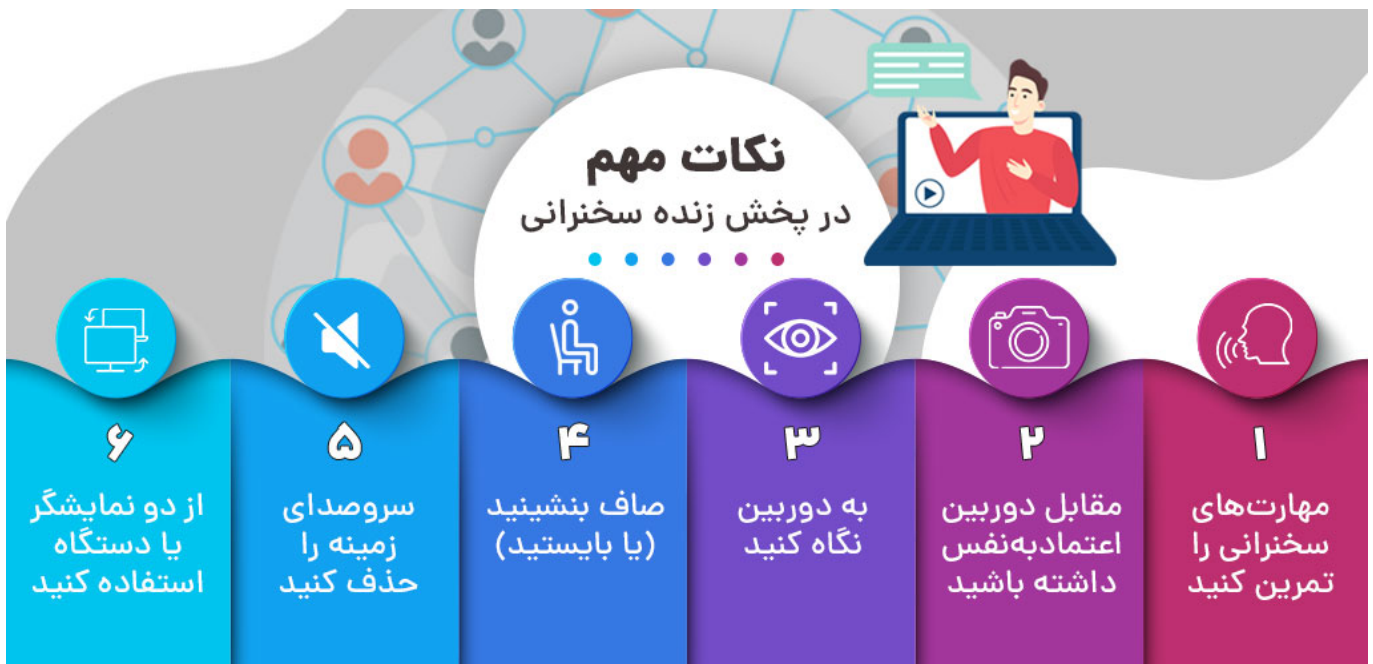 نکات مهم
در پخش زنده سخنرانی
۱
مهارت‌های
سخنرانی را
تمرین کنید
۲
مقابل دوربین
اعتمادبه‌نفس
داشته باشید
۳
به دوربین
نگاه کنید
۴
صاف بنشینید
(یا بایستید)
۵
سروصدای
زمینه را
حذف کنید
۶
از دو نمایشگر
یا دستگاه
استفاده کنید